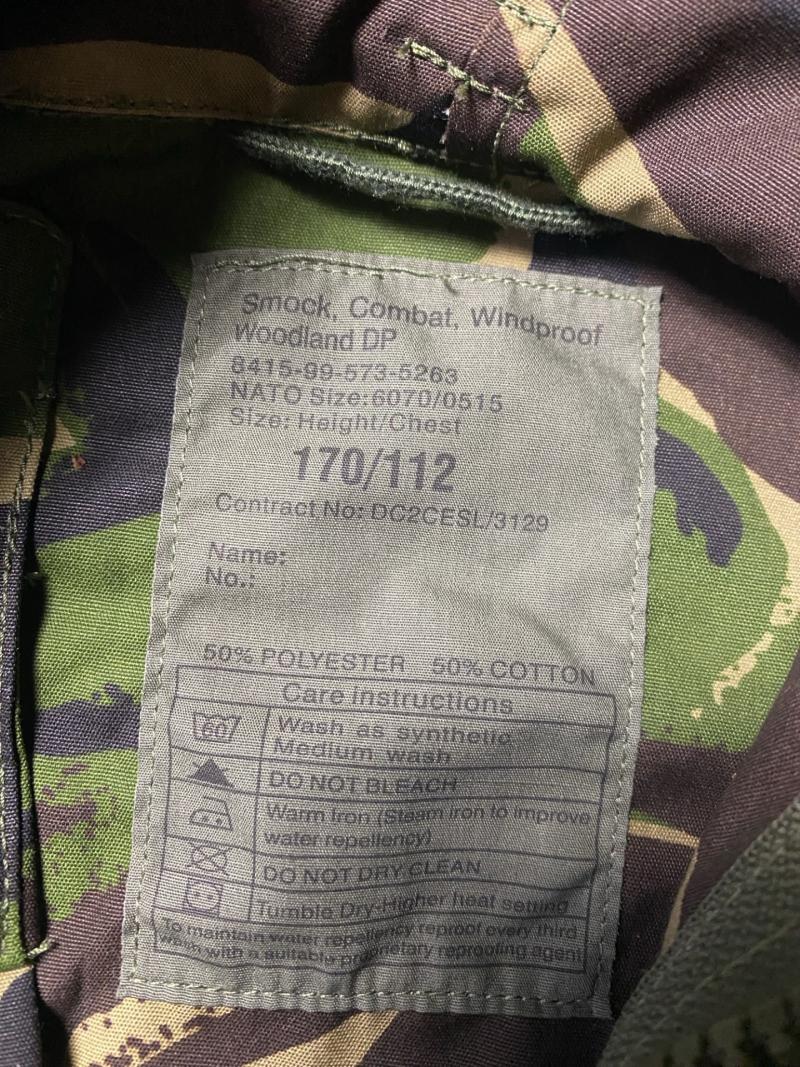 Smock, Combat, Windproof
Woodland DP
8415-99-573-5263
NATO Size:6070/0515
Size: Height/Chest
170/112
Contract No: DC2CESL/3129
Name:
No.:
50% POLYESTER 50% COTTON
Care instructions
60
Wash as synthetic
Medium wash
DO NOT BLEACH
Warm Iron (Steam iron to improve
water repellency)
DO NOT DRY CLEAN
Tumble Dry-Higher heat setting
To maintain water repellency reproof every third
wash with a suitable proprietary reproofing agent